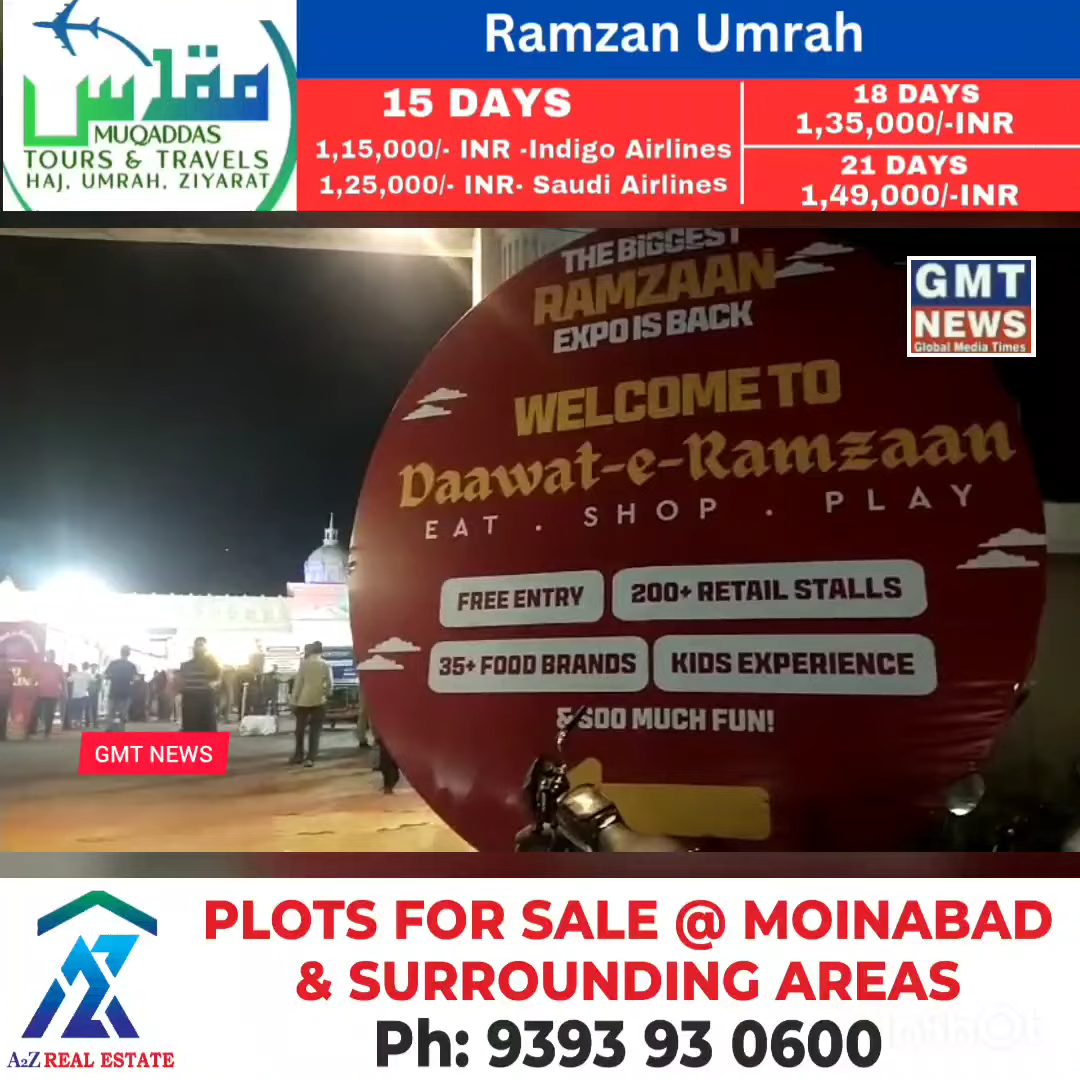 Ramzan Umrah
مقدس
MUQADDAS
TOURS & TRAVELS
HAJ, UMRAH, ZIYARAT
15 DAYS
1,15,000/- INR -Indigo Airlines
1,25,000/- INR- Saudi Airlines
18 DAYS
1,35,000/-INR
21 DAYS
1,49,000/-INR
THE BIGGEST
RAMZAAN
EXPO IS BACK
WELCOME TO
Daawat-e-Ramzaan
EAT . SHOP . PLAY
FREE ENTRY
200+ RETAIL STALLS
35+ FOOD BRANDS
KIDS EXPERIENCE
& SOO MUCH FUN!
GMT
NEWS
Global Media Times
GMT NEWS
PLOTS FOR SALE @ MOINABAD
& SURROUNDING AREAS
Ph: 9393 93 0600
A2Z REAL ESTATE